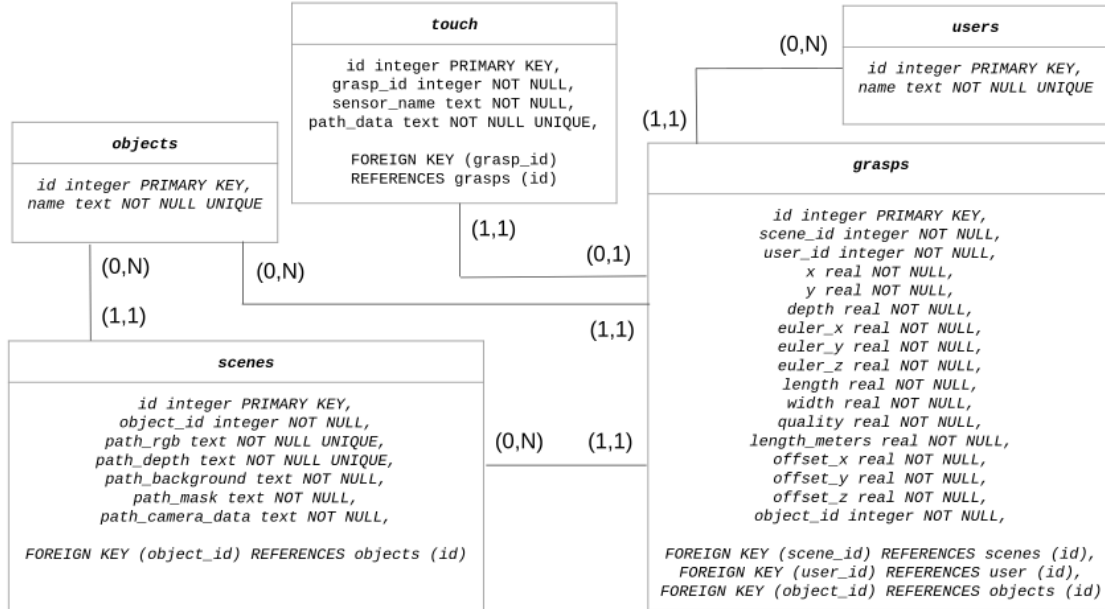 touch
id integer PRIMARY KEY,
grasp_id integer NOT NULL,
sensor_name text NOT NULL,
path_data text NOT NULL UNIQUE,
FOREIGN KEY (grasp_id)
REFERENCES grasps (id)
users
id integer PRIMARY KEY,
name text NOT NULL UNIQUE
(0,N)
(1,1)
objects
id integer PRIMARY KEY,
name text NOT NULL UNIQUE
(0,N)
(1,1)
(0,N)
(1,1)
(0,1)
(1,1)
grasps
id integer PRIMARY KEY,
scene_id integer NOT NULL,
user_id integer NOT NULL,
x real NOT NULL,
y real NOT NULL,
depth real NOT NULL,
euler_x real NOT NULL,
euler_y real NOT NULL,
euler_z real NOT NULL,
length real NOT NULL,
width real NOT NULL,
quality real NOT NULL,
length_meters real NOT NULL,
offset_x real NOT NULL,
offset_y real NOT NULL,
offset_z real NOT NULL,
object_id integer NOT NULL,
FOREIGN KEY (scene_id) REFERENCES scenes (id),
FOREIGN KEY (user_id) REFERENCES user (id),
FOREIGN KEY (object_id) REFERENCES objects (id)
scenes
id integer PRIMARY KEY,
object_id integer NOT NULL,
path_rgb text NOT NULL UNIQUE,
path_depth text NOT NULL UNIQUE,
path_background text NOT NULL,
path_mask text NOT NULL,
path_camera_data text NOT NULL,
FOREIGN KEY (object_id) REFERENCES objects (id)
(0,N)
(1,1)